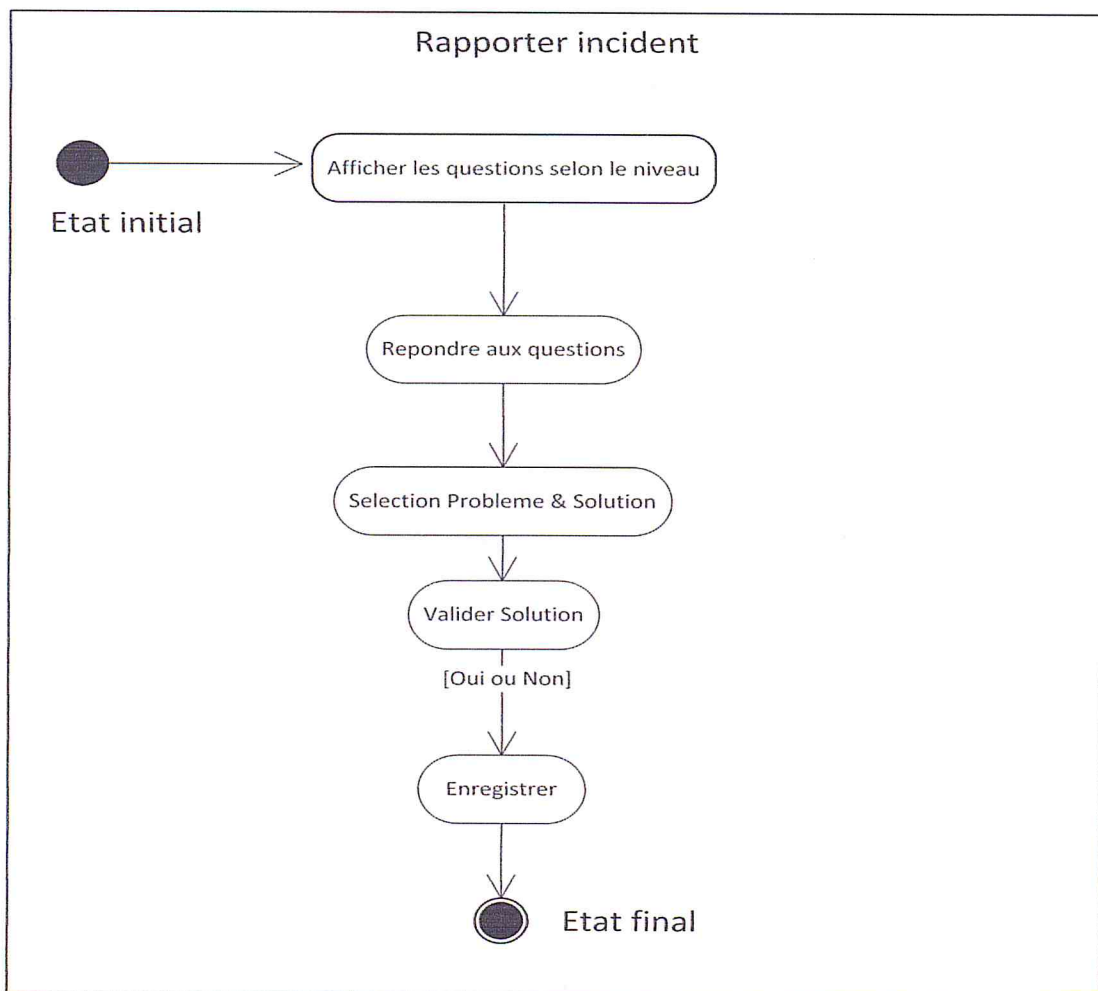 Rapporter incident
Afficher les questions selon le niveau
Etat initial
Repondre aux questions
Selection Probleme & Solution
Valider Solution
[Oui ou Non]
Enregistrer
Etat final